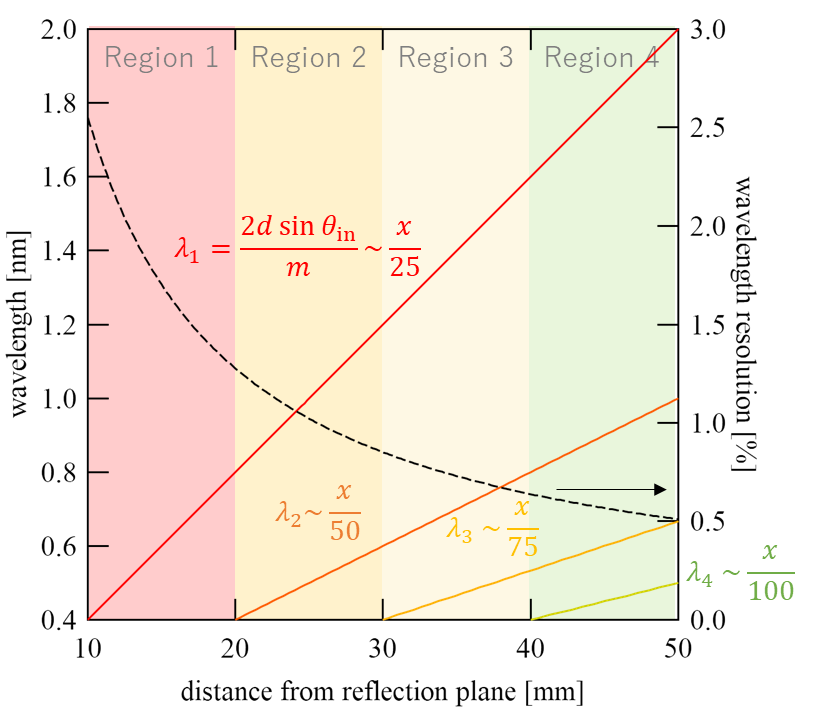 2.0
1.8
1.6
1.4
1.2
1.0
0.8
0.6
0.4
wavelength [nm]
Region 1 Region 2 Region 3 Region 4
λ₁ = 2d sin θin / m ~ x / 25
λ₂ ~ x / 50
λ₃ ~ x / 75
λ₄ ~ x / 100
3.0
2.5
2.0
1.5
1.0
0.5
0.0
wavelength resolution [%]
10 20 30 40 50
distance from reflection plane [mm]